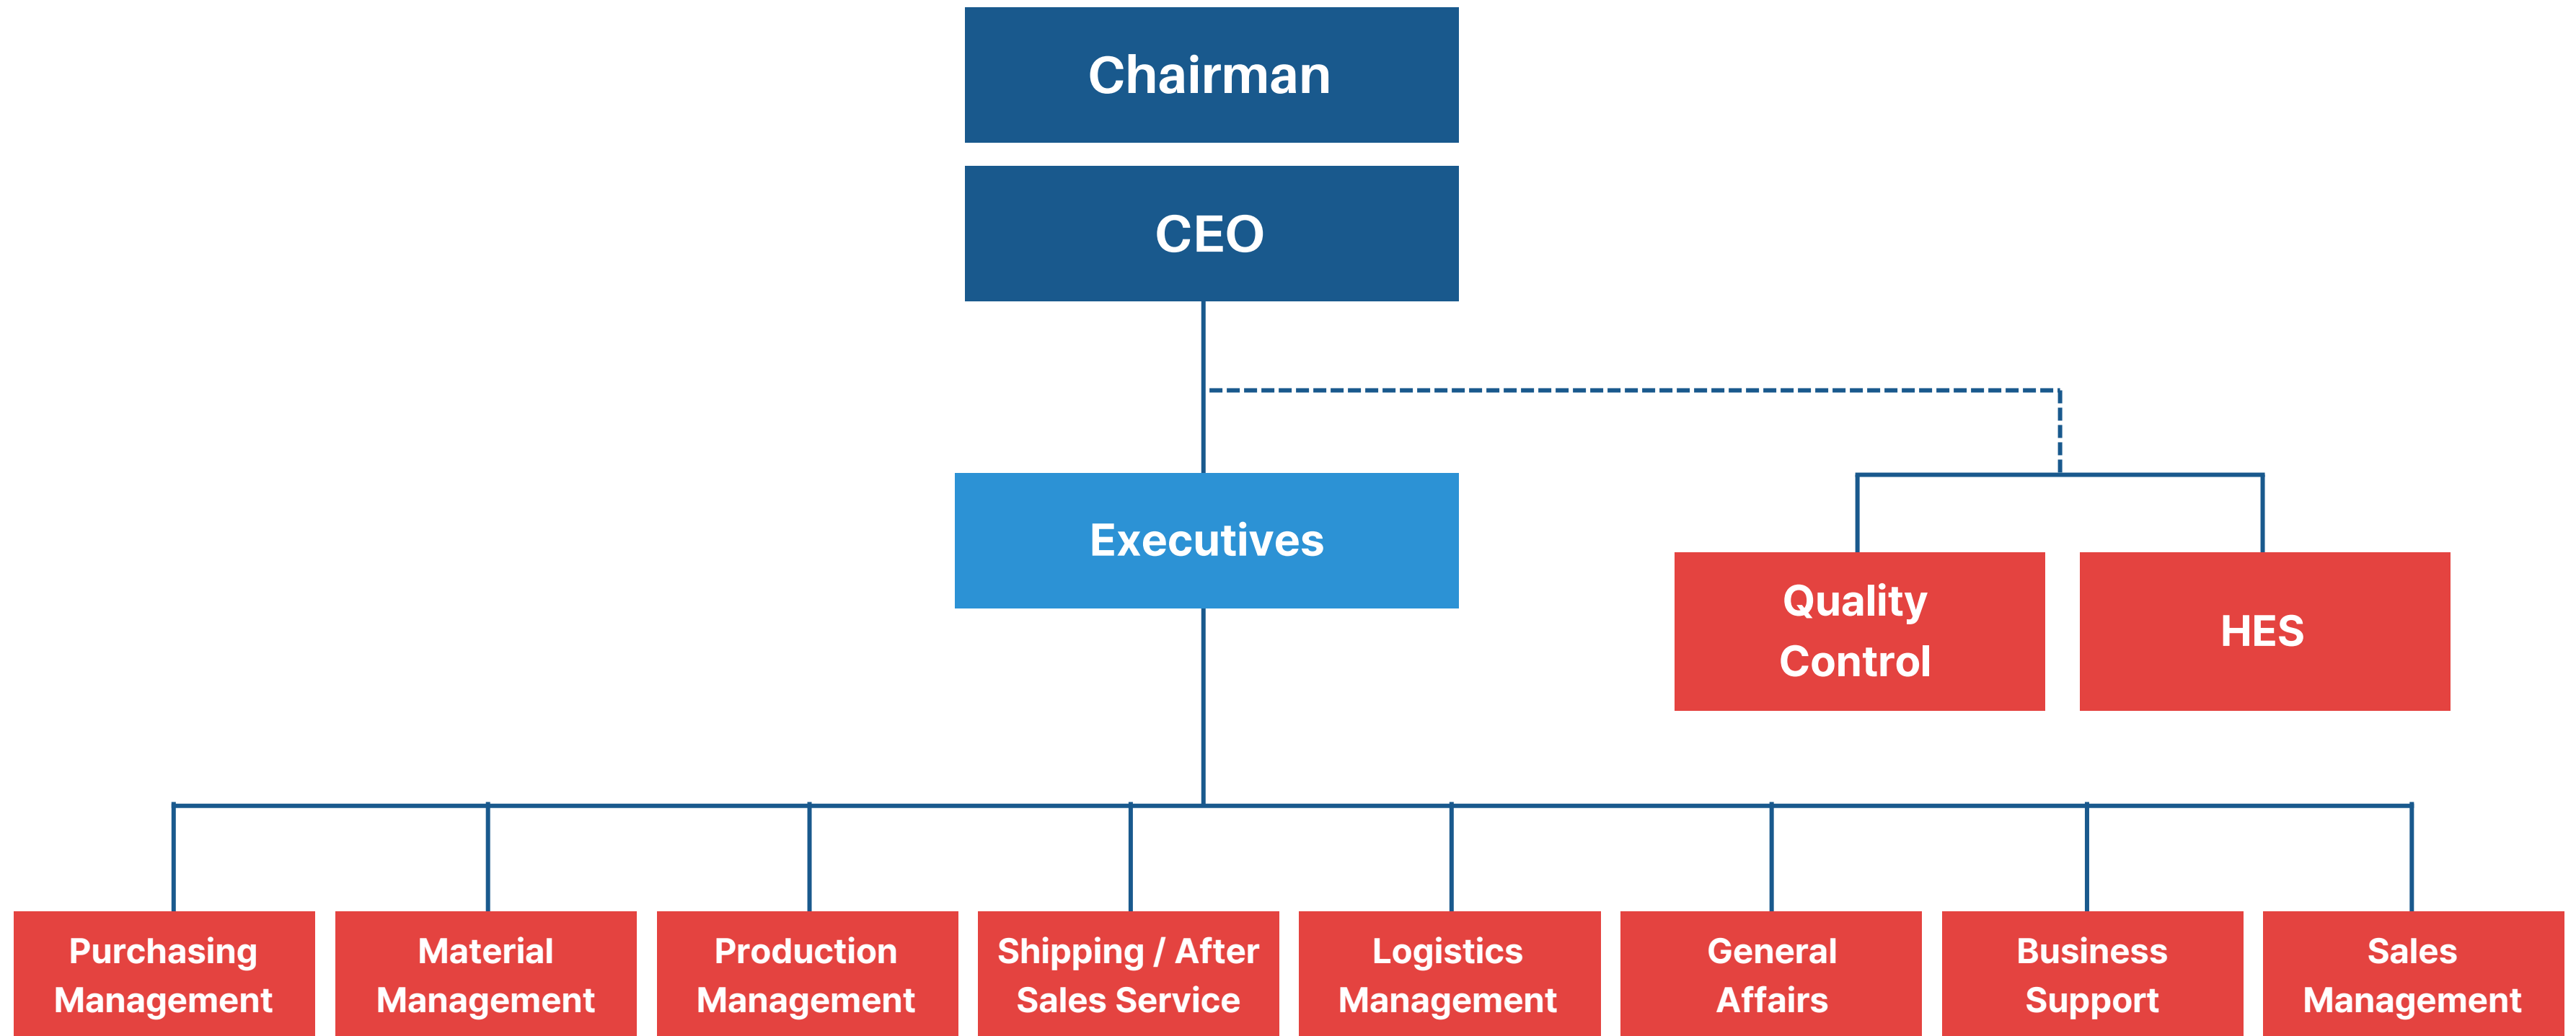 Chairman
CEO
Executives
Quality
Control
HES
Purchasing
Management
Material
Management
Production
Management
Shipping / After
Sales Service
Logistics
Management
General
Affairs
Business
Support
Sales
Management